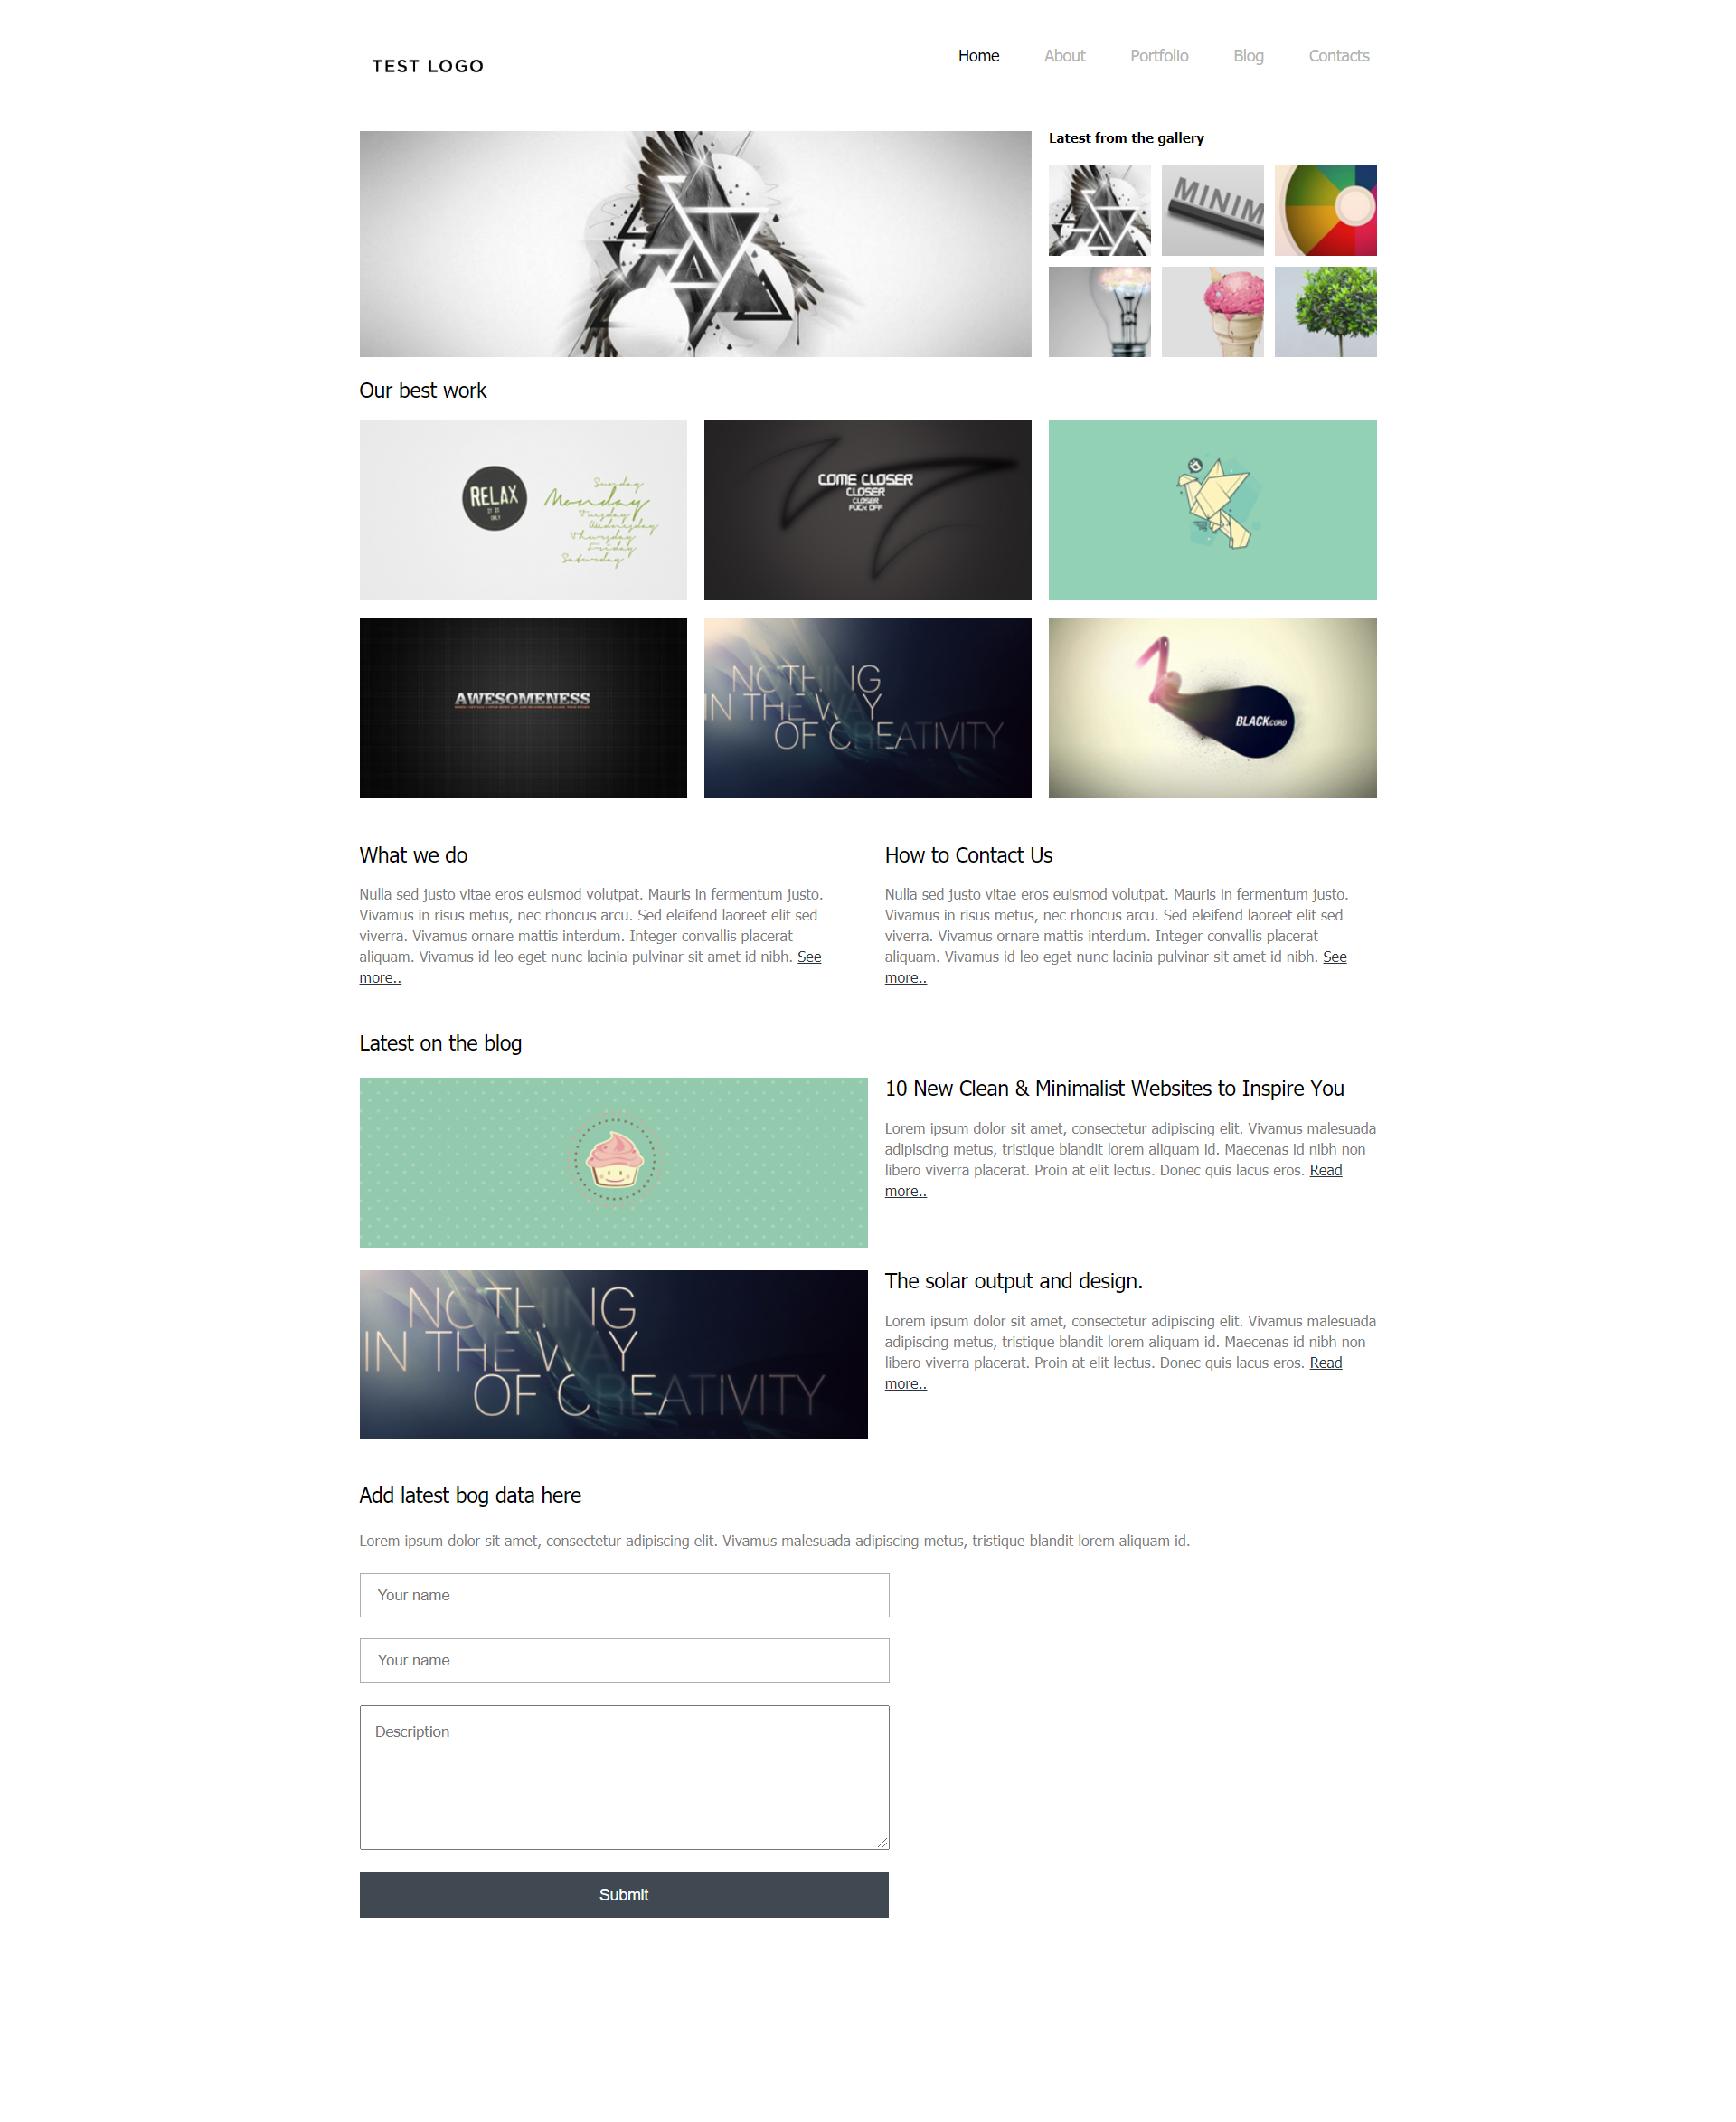 TEST LOGO
Home About Portfolio Blog Contacts
Latest from the gallery
MINIM
Our best work
RELAX
IT IS
ONLY
Sunday
Monday
Tuesday
Wednesday
Thursday
Friday
Saturday
COME CLOSER
CLOSER
CLOSER
FUCK OFF
AWESOMENESS
NOTHING
IN THE WAY
OF CREATIVITY
BLACKCORD
What we do
Nulla sed justo vitae eros euismod volutpat. Mauris in fermentum justo.
Vivamus in risus metus, nec rhoncus arcu. Sed eleifend laoreet elit sed
viverra. Vivamus ornare mattis interdum. Integer convallis placerat
aliquam. Vivamus id leo eget nunc lacinia pulvinar sit amet id nibh. See
more..
How to Contact Us
Nulla sed justo vitae eros euismod volutpat. Mauris in fermentum justo.
Vivamus in risus metus, nec rhoncus arcu. Sed eleifend laoreet elit sed
viverra. Vivamus ornare mattis interdum. Integer convallis placerat
aliquam. Vivamus id leo eget nunc lacinia pulvinar sit amet id nibh. See
more..
Latest on the blog
10 New Clean & Minimalist Websites to Inspire You
Lorem ipsum dolor sit amet, consectetur adipiscing elit. Vivamus malesuada
adipiscing metus, tristique blandit lorem aliquam id. Maecenas id nibh non
libero viverra placerat. Proin at elit lectus. Donec quis lacus eros. Read
more..
NOTHING
IN THE WAY
OF CREATIVITY
The solar output and design.
Lorem ipsum dolor sit amet, consectetur adipiscing elit. Vivamus malesuada
adipiscing metus, tristique blandit lorem aliquam id. Maecenas id nibh non
libero viverra placerat. Proin at elit lectus. Donec quis lacus eros. Read
more..
Add latest bog data here
Lorem ipsum dolor sit amet, consectetur adipiscing elit. Vivamus malesuada adipiscing metus, tristique blandit lorem aliquam id.
Your name
Your name
Description
Submit